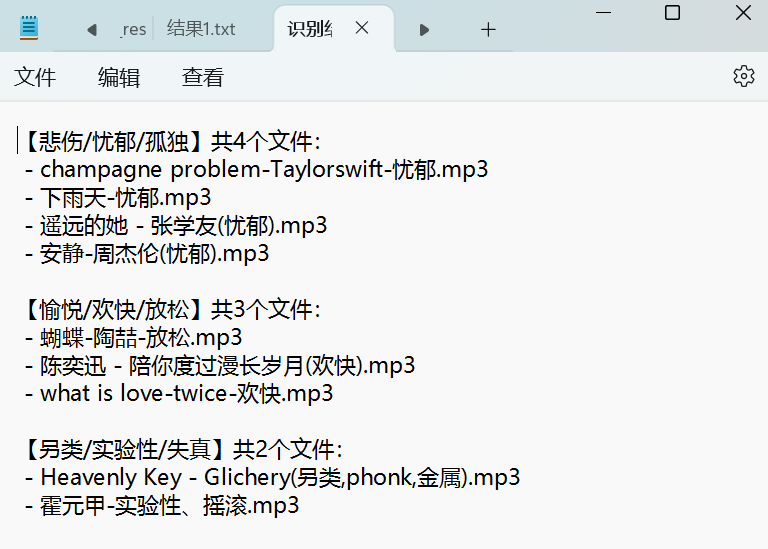 _res
结果1.txt
识别
文件
编辑
查看
【悲伤/忧郁/孤独】共4个文件:
- champagne problem-Taylorswift-忧郁.mp3
- 下雨天-忧郁.mp3
- 遥远的她 - 张学友(忧郁).mp3
- 安静-周杰伦(忧郁).mp3
【愉悦/欢快/放松】共3个文件:
- 蝴蝶-陶喆-放松.mp3
- 陈奕迅 - 陪你度过漫长岁月(欢快).mp3
- what is love-twice-欢快.mp3
【另类/实验性/失真】共2个文件:
- Heavenly Key - Glichery(另类,phonk,金属).mp3
- 霍元甲-实验性、摇滚.mp3